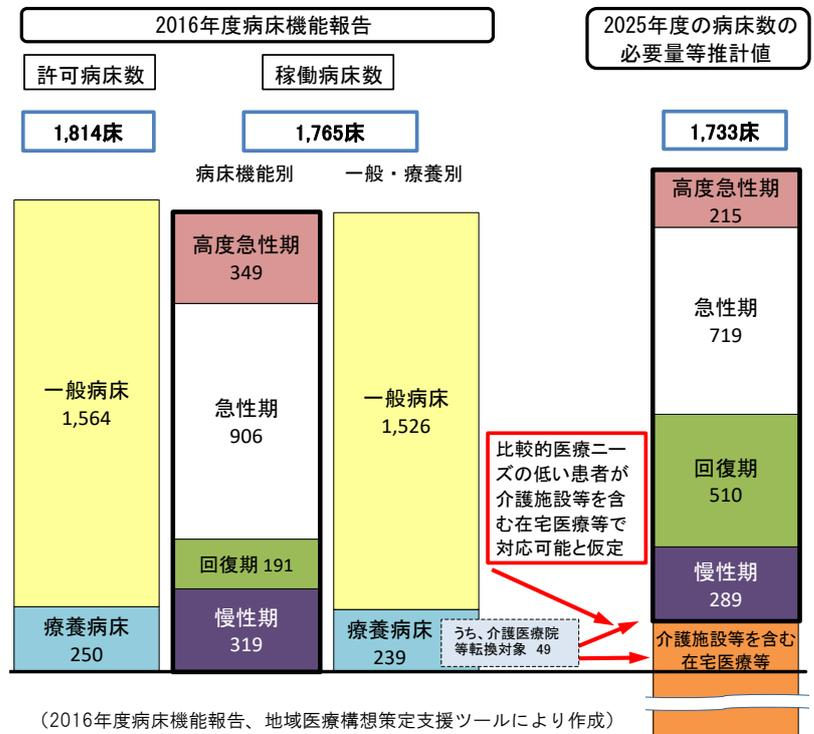 2016年度病床機能報告
2025年度の病床数の
必要量等推計値
許可病床数
稼働病床数
1,814床
1,765床
1,733床
病床機能別
一般・療養別
一般病床
1,564
療養病床
250
高度急性期
349
急性期
906
回復期 191
慢性期
319
一般病床
1,526
療養病床
239
うち、介護医療院
等転換対象 49
比較的医療ニー
ズの低い患者が
介護施設等を含
む在宅医療等で
対応可能と仮定
高度急性期
215
急性期
719
回復期
510
慢性期
289
介護施設等を含む
在宅医療等
（2016年度病床機能報告、地域医療構想策定支援ツールにより作成）